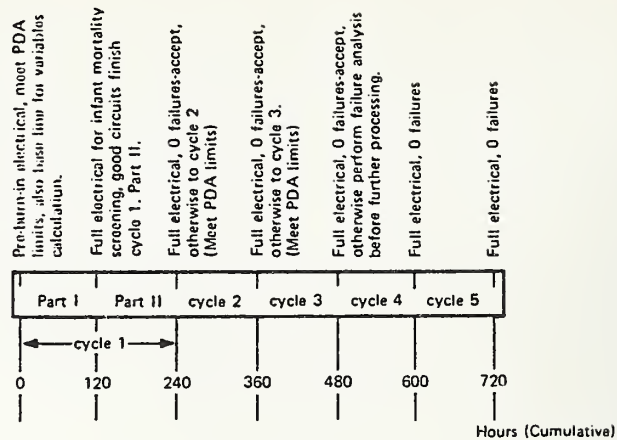 Pre-burn-in electrical, meet PDA
limits, also base line for variables
calculation.
Full electrical for infant mortality
screening, good circuits finish
cycle 1. Part II.
Full electrical, 0 failures-accept,
otherwise to cycle 2
(Meet PDA limits)
Full electrical, 0 failures-accept,
otherwise to cycle 3.
(Meet PDA limits)
Full electrical, 0 failures-accept,
otherwise perform failure analysis
before further processing.
Full electrical, 0 failures
Full electrical, 0 failures
Part I Part II cycle 2 cycle 3 cycle 4 cycle 5
cycle 1
0 120 240 360 480 600 720
Hours (Cumulative)